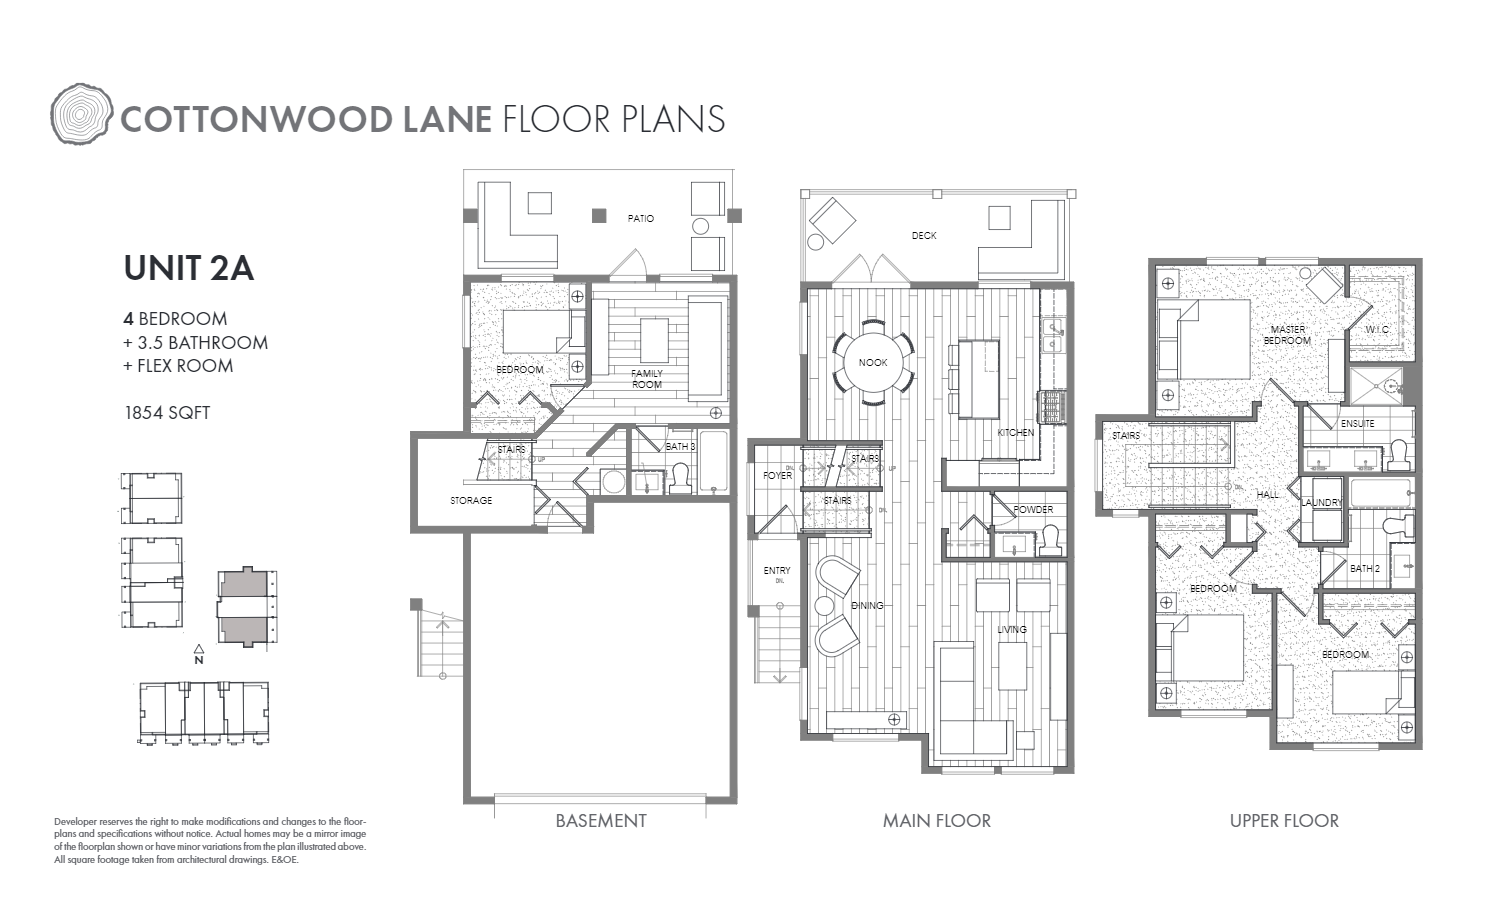 COTTONWOOD LANE FLOOR PLANS
UNIT 2A
4 BEDROOM
+ 3.5 BATHROOM
+ FLEX ROOM
1854 SQFT
N
PATIO
BEDROOM
FAMILY
ROOM
BATH 3
STAIRS
UP
STORAGE
BASEMENT
DECK
NOOK
KITCHEN
FOYER
DN.
STAIRS
UP
STAIRS
DN.
POWDER
ENTRY
DN.
DINING
LIVING
MAIN FLOOR
MASTER
BEDROOM
W.I.C
ENSUITE
STAIRS
DN.
HALL
LAUNDRY
BATH 2
BEDROOM
BEDROOM
UPPER FLOOR
Developer reserves the right to make modifications and changes to the floor-
plans and specifications without notice. Actual homes may be a mirror image
of the floorplan shown or have minor variations from the plan illustrated above.
All square footage taken from architectural drawings. E&OE.